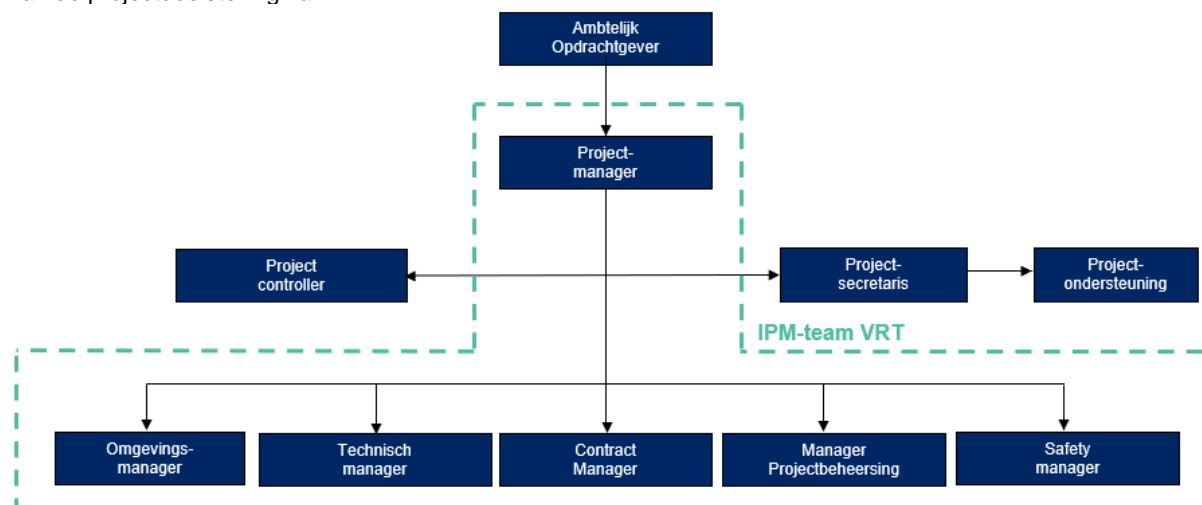 Ambtelijk
Opdrachtgever
Project-
manager
Project
controller
Project-
secretaris
Project-
ondersteuning
IPM-team VRT
Omgevings-
manager
Technisch
manager
Contract
Manager
Manager
Projectbeheersing
Safety
manager